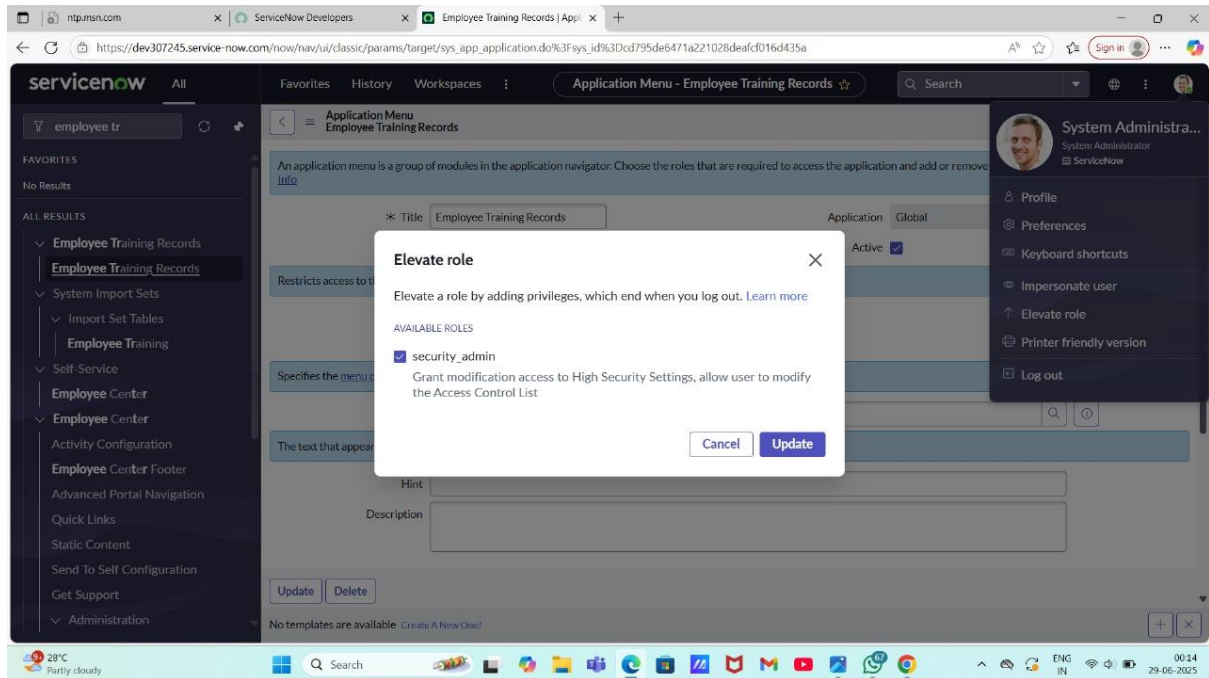 ntp.msn.com
ServiceNow Developers
Employee Training Records | Appl
https://dev307245.service-now.com/now/nav/ui/classic/params/target/sys_app_application.do%3Fsys_id%3Dcd795de6471a221028deafcf016d435a
Sign in
servicenow All Favorites History Workspaces Application Menu - Employee Training Records Search
employee tr
FAVORITES
No Results
ALL RESULTS
Employee Training Records
Employee Training Records
System Import Sets
Import Set Tables
Employee Training
Self-Service
Employee Center
Employee Center
Activity Configuration
Employee Center Footer
Advanced Portal Navigation
Quick Links
Static Content
Send To Self Configuration
Get Support
Administration
Application Menu
Employee Training Records
An application menu is a group of modules in the application navigator. Choose the roles that are required to access the application and add or remove
Info
Title Employee Training Records Application Global
Active
Restricts access to t
Specifies the menu c
The text that appear
Hint
Description
Update Delete
No templates are available Create A New One?
Elevate role
Elevate a role by adding privileges, which end when you log out. Learn more
AVAILABLE ROLES
security_admin
Grant modification access to High Security Settings, allow user to modify
the Access Control List
Cancel Update
System Administra...
System Administrator
ServiceNow
Profile
Preferences
Keyboard shortcuts
Impersonate user
Elevate role
Printer friendly version
Log out
28°C
Partly cloudy
Search
67
ENG
IN
00:14
29-06-2025